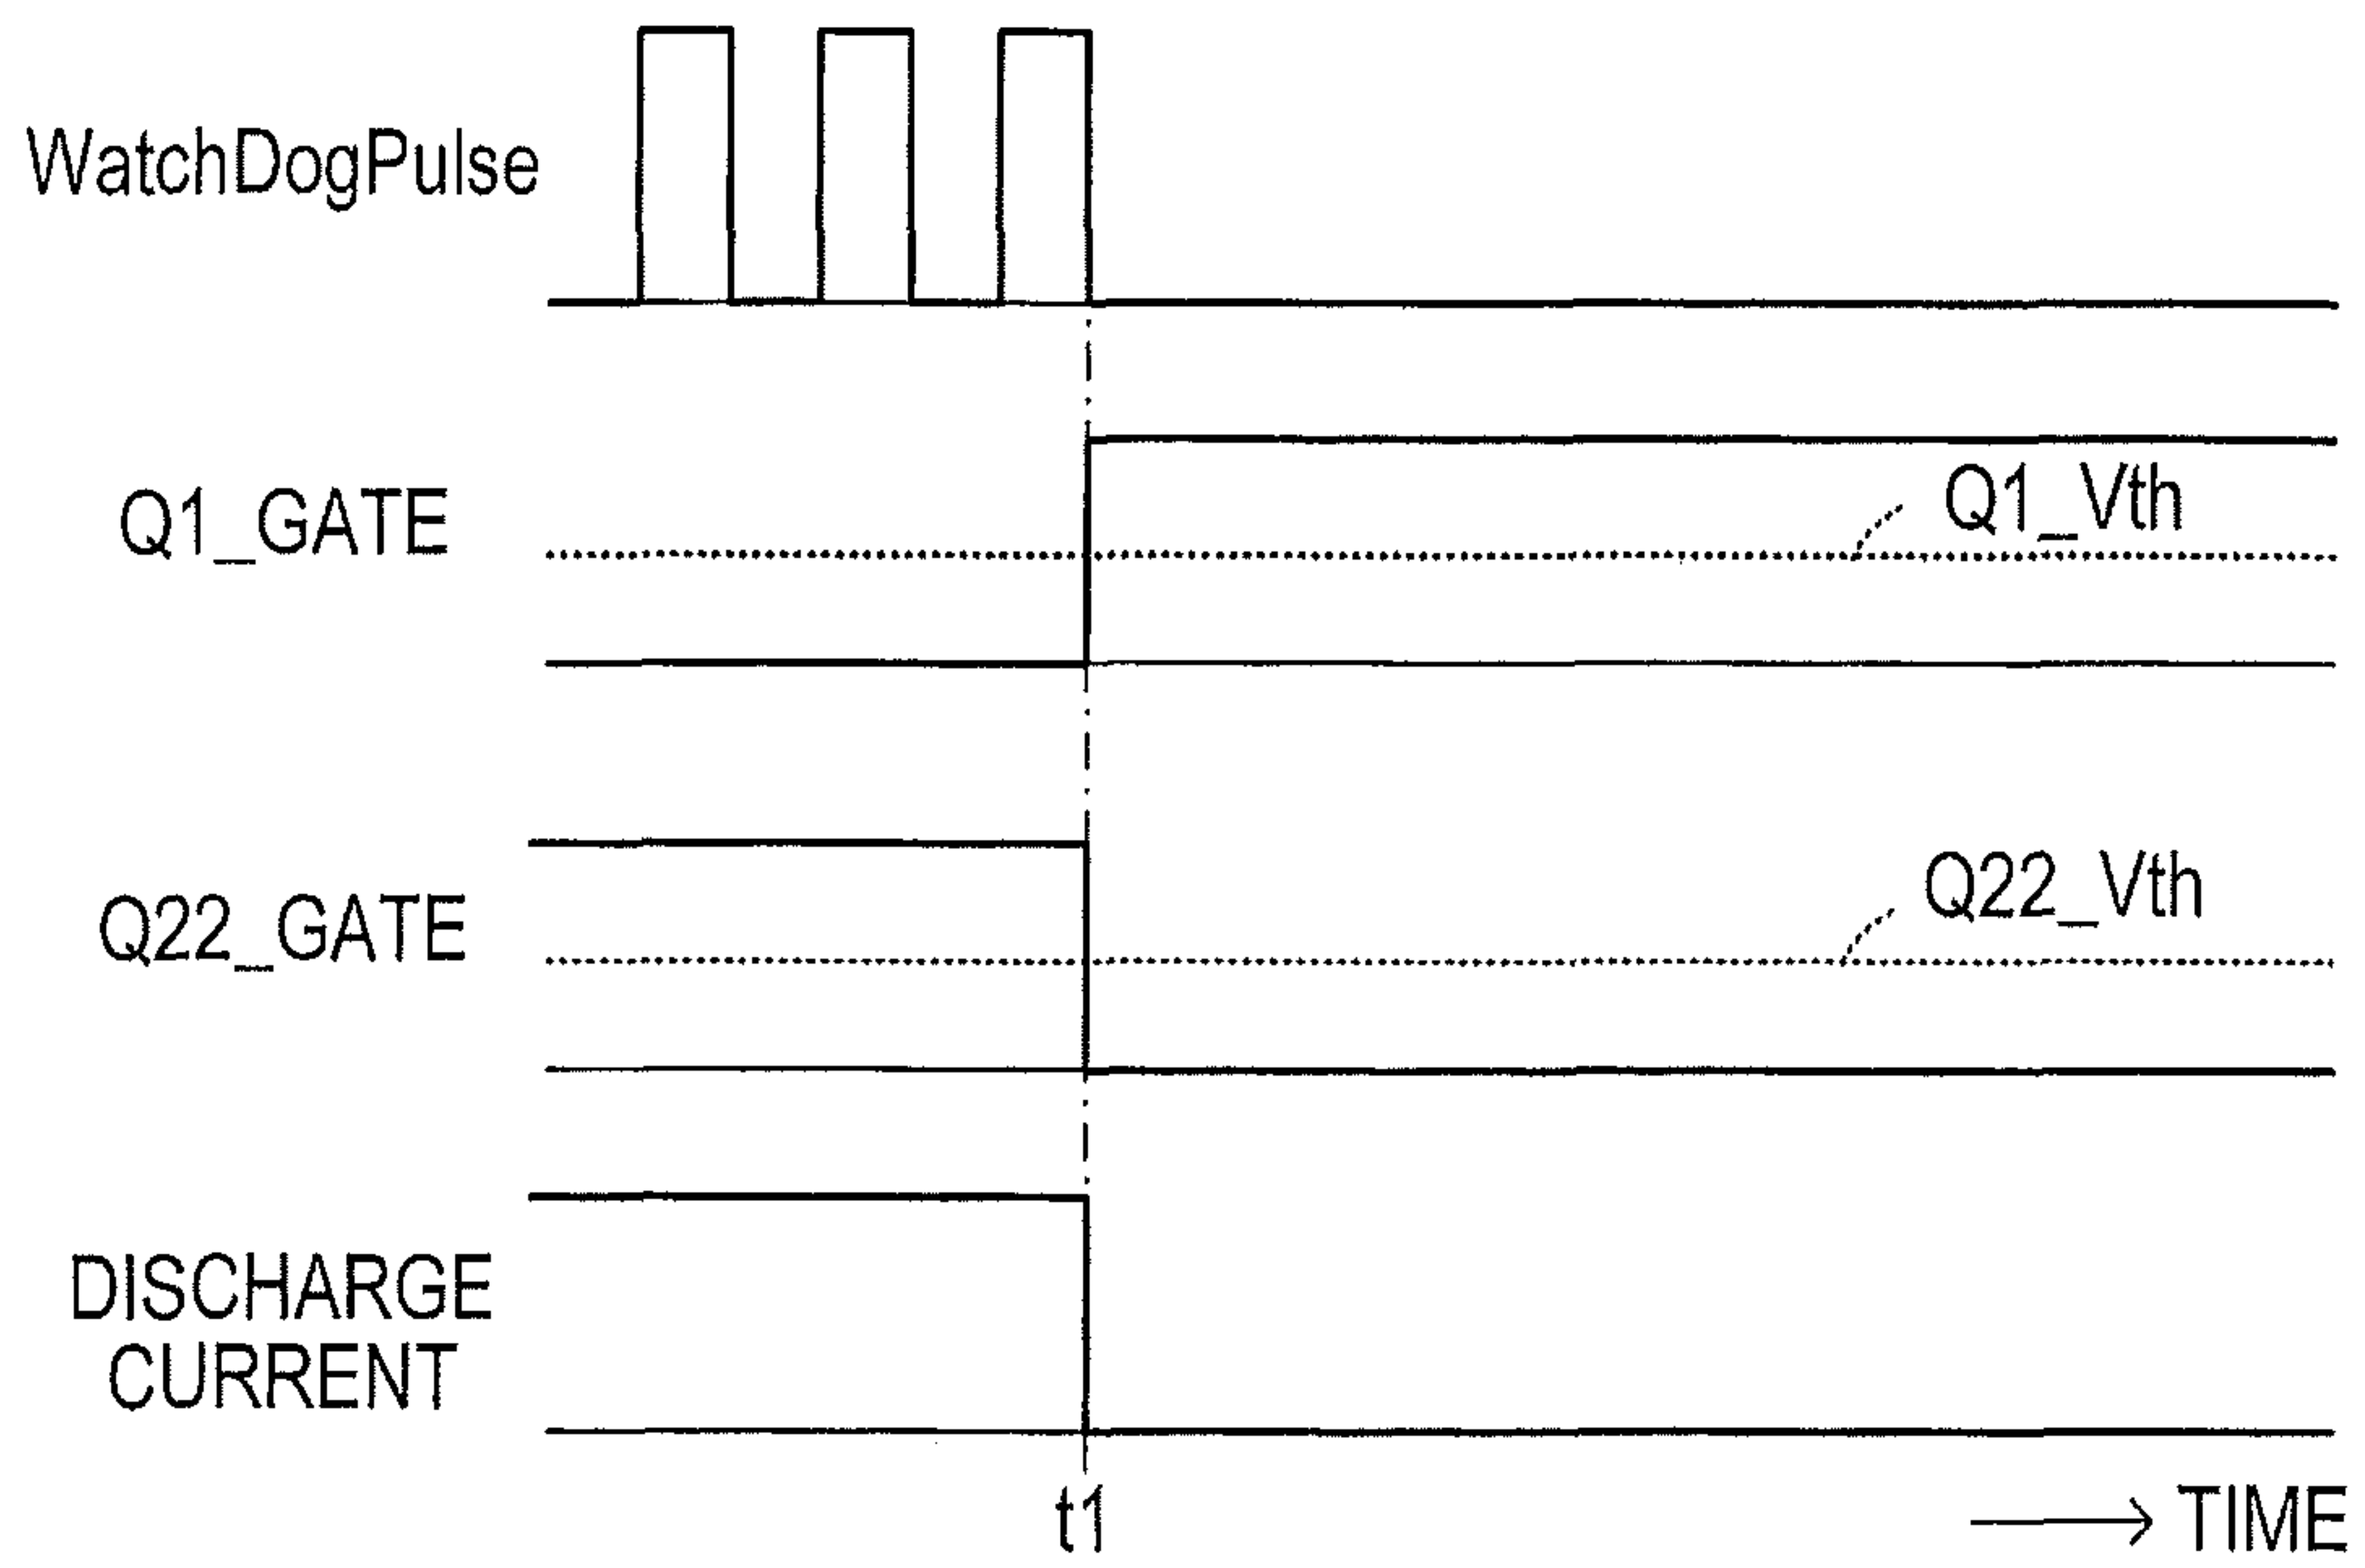 WatchDogPulse
Q1_GATE
Q1_Vth
Q22_GATE
Q22_Vth
DISCHARGE
CURRENT
t1
TIME